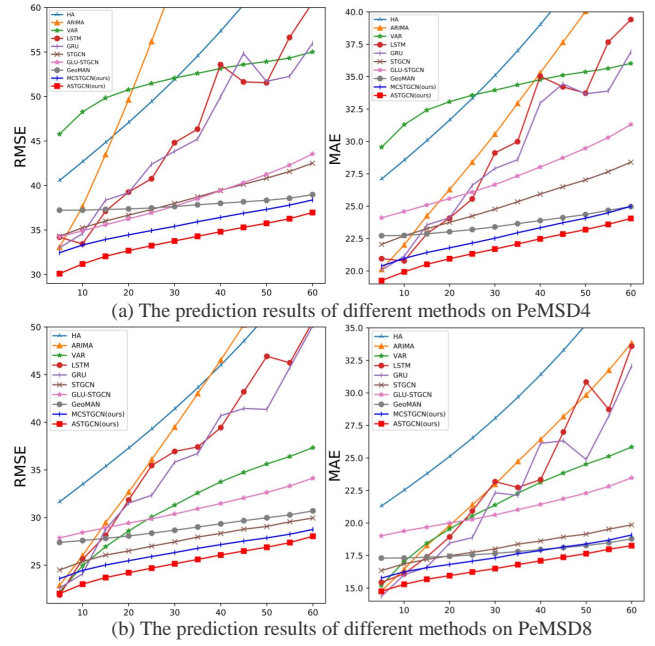 60
55
50
45
40
35
30
RMSE
HA
ARIMA
VAR
LSTM
GRU
STGCN
GLU-STGCN
GeoMAN
MCSTGCN(ours)
ASTGCN(ours)
10 20 30 40 50 60
40.0
37.5
35.0
32.5
30.0
27.5
25.0
22.5
20.0
MAE
HA
ARIMA
VAR
LSTM
GRU
STGCN
GLU-STGCN
GeoMAN
MCSTGCN(ours)
ASTGCN(ours)
10 20 30 40 50 60
(a) The prediction results of different methods on PeMSD4
50
45
40
35
30
25
RMSE
HA
ARIMA
VAR
LSTM
GRU
STGCN
GLU-STGCN
GeoMAN
MCSTGCN(ours)
ASTGCN(ours)
10 20 30 40 50 60
35.0
32.5
30.0
27.5
25.0
22.5
20.0
17.5
15.0
MAE
HA
ARIMA
VAR
LSTM
GRU
STGCN
GLU-STGCN
GeoMAN
MCSTGCN(ours)
ASTGCN(ours)
10 20 30 40 50 60
(b) The prediction results of different methods on PeMSD8